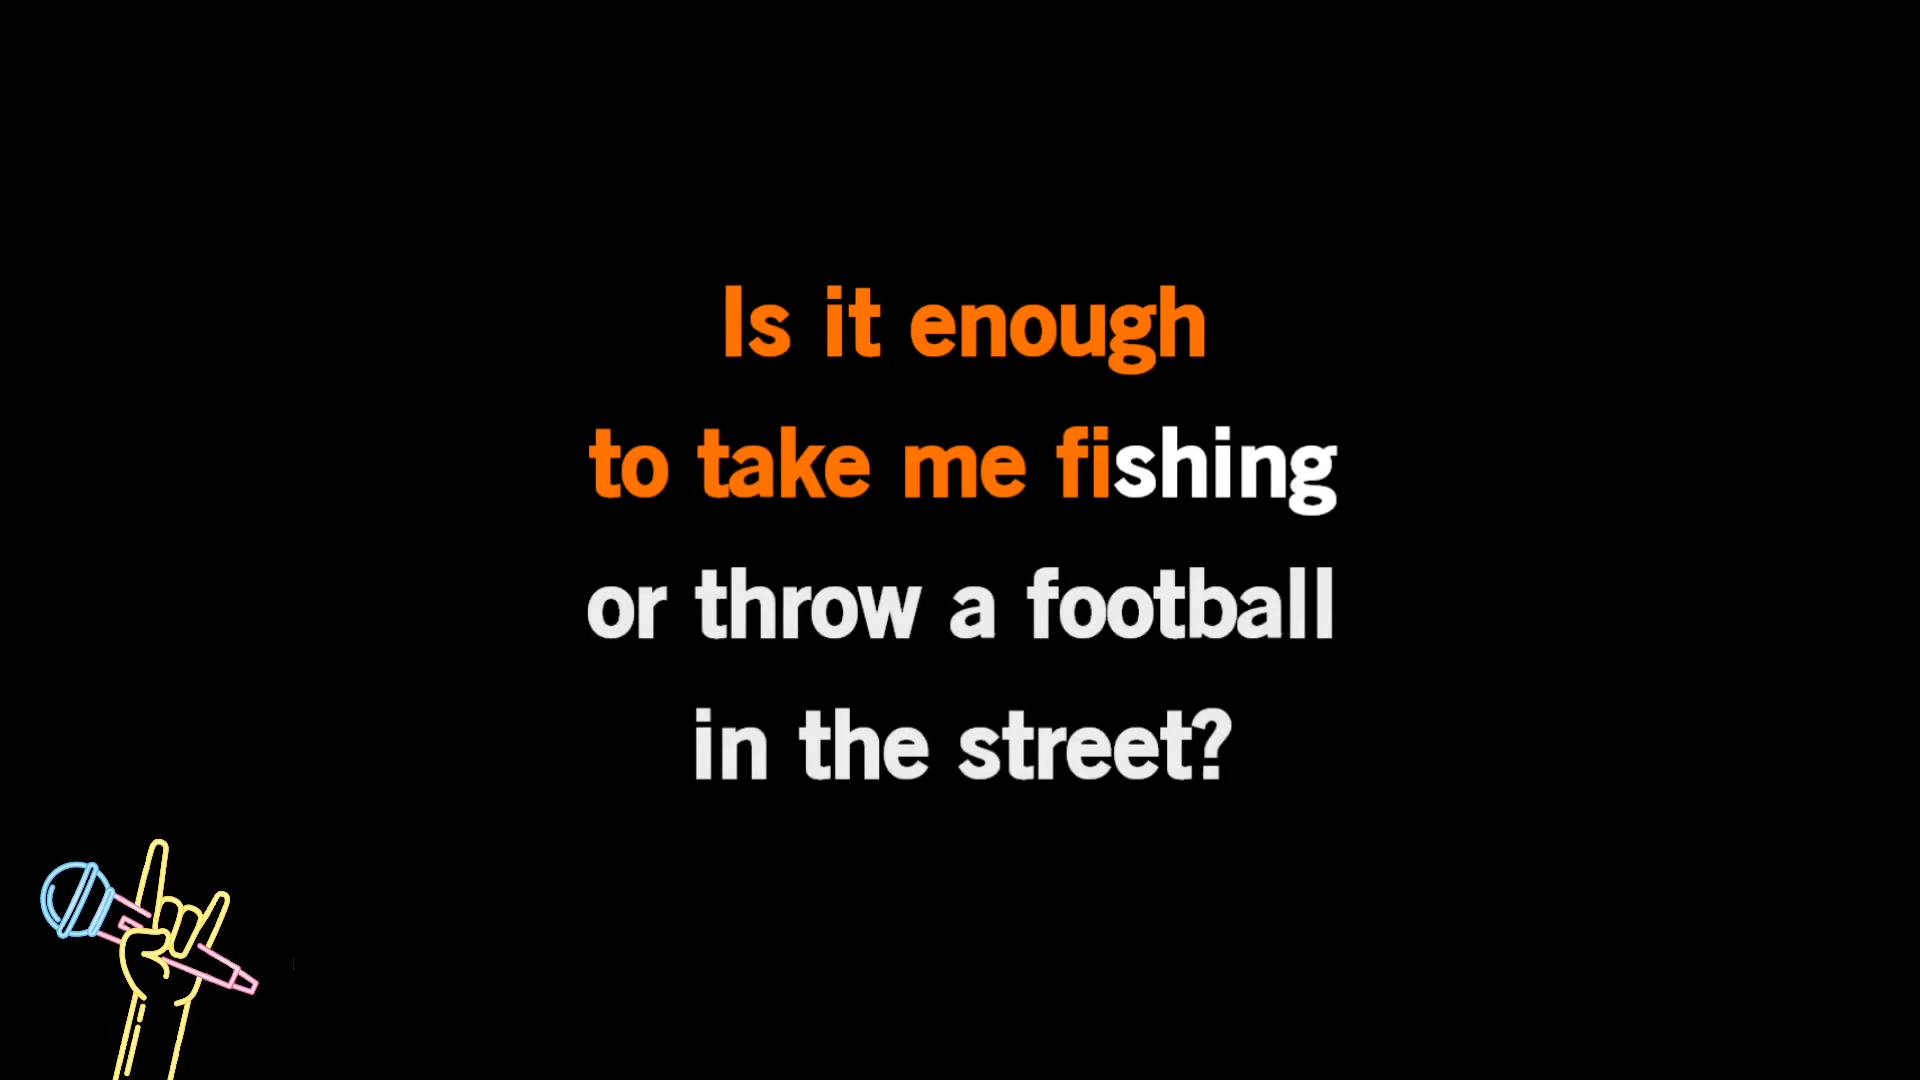 Is it enough
to take me fishing
or throw a football
in the street?